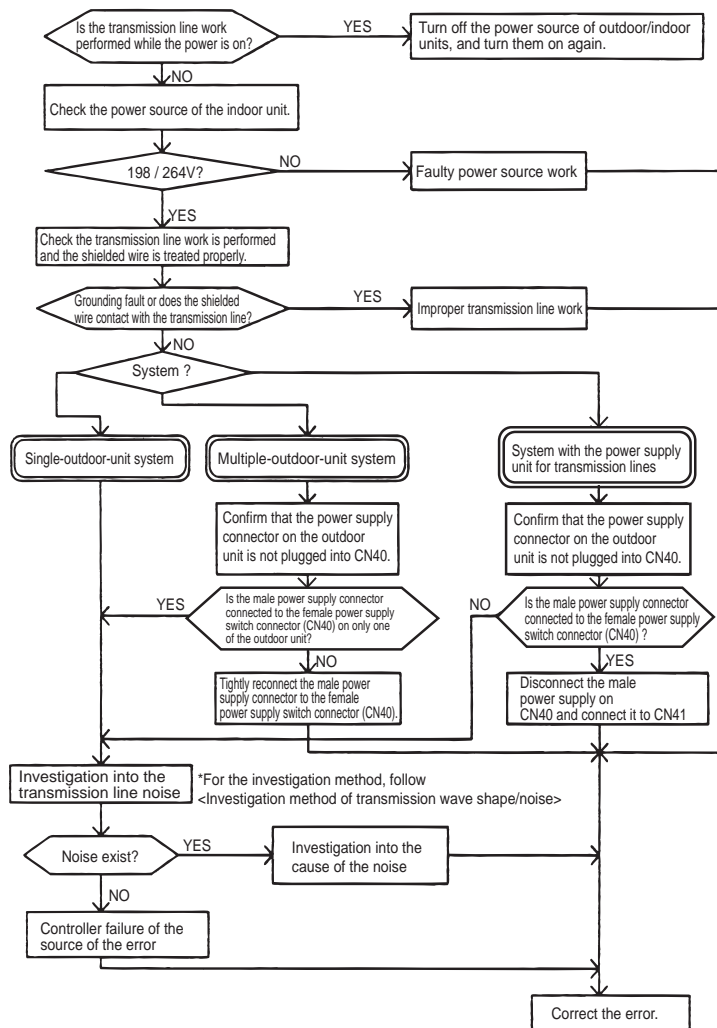 Is the transmission line work
performed while the power is on?
YES
Turn off the power source of outdoor/indoor
units, and turn them on again.
NO
Check the power source of the indoor unit.
198 / 264V?
NO
Faulty power source work
YES
Check the transmission line work is performed
and the shielded wire is treated properly.
Grounding fault or does the shielded
wire contact with the transmission line?
YES
Improper transmission line work
NO
System ?
Single-outdoor-unit system
Multiple-outdoor-unit system
System with the power supply
unit for transmission lines
Confirm that the power supply
connector on the outdoor
unit is not plugged into CN40.
Confirm that the power supply
connector on the outdoor
unit is not plugged into CN40.
YES
Is the male power supply connector
connected to the female power supply
switch connector (CN40) on only one
of the outdoor unit?
NO
Is the male power supply connector
connected to the female power supply
switch connector (CN40) ?
NO
YES
Tightly reconnect the male power
supply connector to the female
power supply switch connector (CN40).
Disconnect the male
power supply on
CN40 and connect it to CN41
Investigation into the
transmission line noise
*For the investigation method, follow
<Investigation method of transmission wave shape/noise>
Noise exist?
YES
Investigation into the
cause of the noise
NO
Controller failure of the
source of the error
Correct the error.